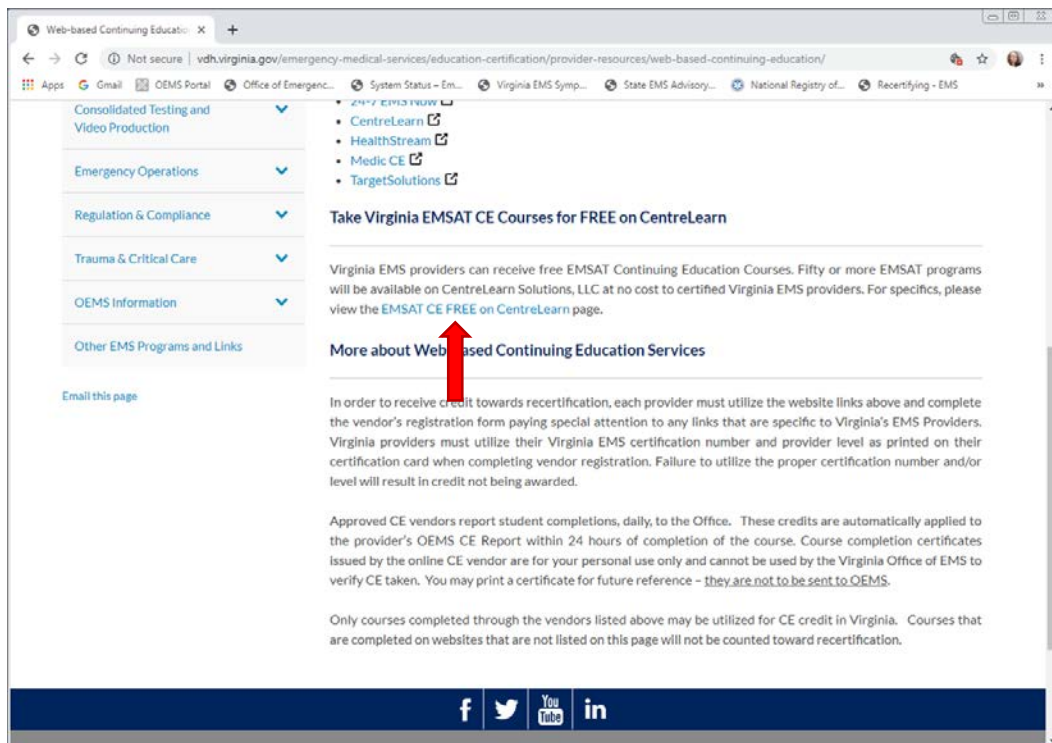 Web-based Continuing Educatio
Not secure | vdh.virginia.gov/emergency-medical-services/education-certification/provider-resources/web-based-continuing-education/
Apps Gmail OEMS Portal Office of Emergenc... System Status - Em... Virginia EMS Symp... State EMS Advisory... National Registry of... Recertifying - EMS »
Consolidated Testing and
Video Production
Emergency Operations
Regulation & Compliance
Trauma & Critical Care
OEMS Information
Other EMS Programs and Links
Email this page
• 24-7 EMS Now
• CentreLearn
• HealthStream
• Medic CE
• TargetSolutions
Take Virginia EMSAT CE Courses for FREE on CentreLearn
Virginia EMS providers can receive free EMSAT Continuing Education Courses. Fifty or more EMSAT programs
will be available on CentreLearn Solutions, LLC at no cost to certified Virginia EMS providers. For specifics, please
view the EMSAT CE FREE on CentreLearn page.
More about Web ased Continuing Education Services
In order to receive credit towards recertification, each provider must utilize the website links above and complete
the vendor's registration form paying special attention to any links that are specific to Virginia's EMS Providers.
Virginia providers must utilize their Virginia EMS certification number and provider level as printed on their
certification card when completing vendor registration. Failure to utilize the proper certification number and/or
level will result in credit not being awarded.
Approved CE vendors report student completions, daily, to the Office. These credits are automatically applied to
the provider's OEMS CE Report within 24 hours of completion of the course. Course completion certificates
issued by the online CE vendor are for your personal use only and cannot be used by the Virginia Office of EMS to
verify CE taken. You may print a certificate for future reference – they are not to be sent to OEMS.
Only courses completed through the vendors listed above may be utilized for CE credit in Virginia. Courses that
are completed on websites that are not listed on this page will not be counted toward recertification.
f You Tube in